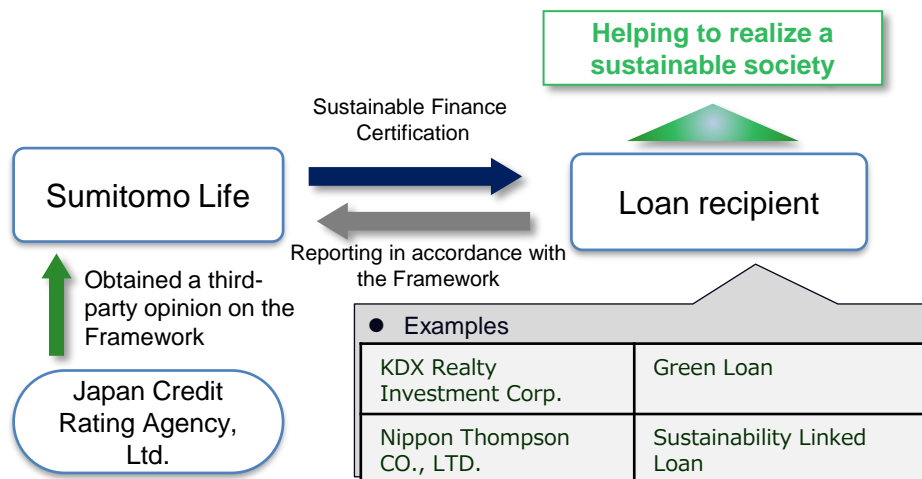 Helping to realize a
sustainable society
Sustainable Finance
Certification
Sumitomo Life
Loan recipient
Reporting in accordance with
the Framework
Obtained a third-
party opinion on the
Framework
Japan Credit
Rating Agency,
Ltd.
● Examples
KDX Realty
Investment Corp.
Green Loan
Nippon Thompson
CO., LTD.
Sustainability Linked
Loan